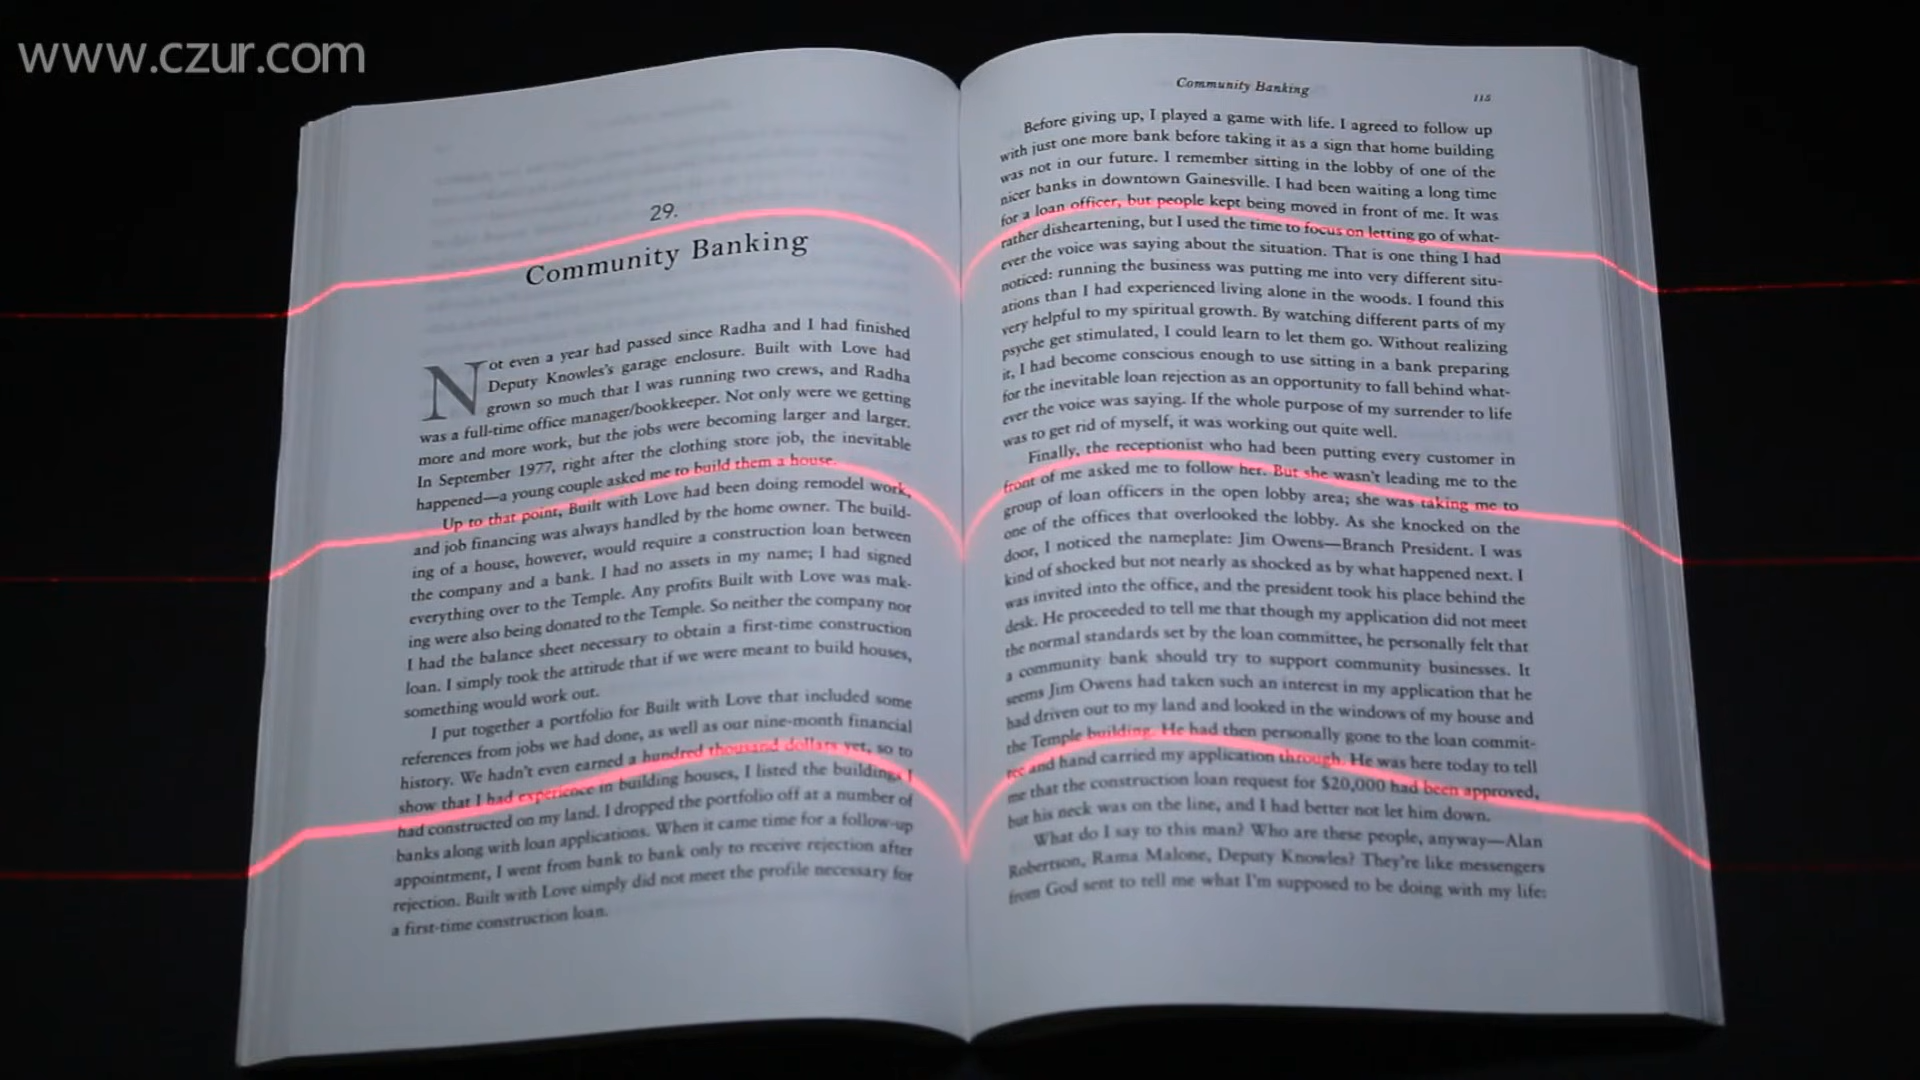 www.czur.com
29.
Community Banking
Not even a year had passed since Radha and I had finished
Deputy Knowles's garage enclosure. Built with Love had
grown so much that I was running two crews, and Radha
was a full-time office manager/bookkeeper. Not only were we getting
more and more work, but the jobs were becoming larger and larger.
In September 1977, right after the clothing store job, the inevitable
happened—a young couple asked me to build them a house.
Up to that point, Built with Love had been doing remodel work,
and job financing was always handled by the home owner. The build-
ing of a house, however, would require a construction loan between
the company and a bank. I had no assets in my name; I had signed
everything over to the Temple. Any profits Built with Love was mak-
ing were also being donated to the Temple. So neither the company nor
I had the balance sheet necessary to obtain a first-time construction
loan. I simply took the attitude that if we were meant to build houses,
something would work out.
I put together a portfolio for Built with Love that included some
references from jobs we had done, as well as our nine-month financial
history. We hadn't even earned a hundred thousand dollars yet, so to
show that I had experience in building houses, I listed the buildings I
had constructed on my land. I dropped the portfolio off at a number of
banks along with loan applications. When it came time for a follow-up
appointment, I went from bank to bank only to receive rejection after
rejection. Built with Love simply did not meet the profile necessary for
a first-time construction loan.
Community Banking
115
Before giving up, I played a game with life. I agreed to follow up
with just one more bank before taking it as a sign that home building
was not in our future. I remember sitting in the lobby of one of the
nicer banks in downtown Gainesville. I had been waiting a long time
for a loan officer, but people kept being moved in front of me. It was
rather disheartening, but I used the time to focus on letting go of what-
ever the voice was saying about the situation. That is one thing I had
noticed: running the business was putting me into very different situ-
ations than I had experienced living alone in the woods. I found this
very helpful to my spiritual growth. By watching different parts of my
psyche get stimulated, I could learn to let them go. Without realizing
it, I had become conscious enough to use sitting in a bank preparing
for the inevitable loan rejection as an opportunity to fall behind what-
ever the voice was saying. If the whole purpose of my surrender to life
was to get rid of myself, it was working out quite well.
Finally, the receptionist who had been putting every customer in
front of me asked me to follow her. But she wasn't leading me to the
group of loan officers in the open lobby area; she was taking me to
one of the offices that overlooked the lobby. As she knocked on the
door, I noticed the nameplate: Jim Owens—Branch President. I was
kind of shocked but not nearly as shocked as by what happened next. I
was invited into the office, and the president took his place behind the
desk. He proceeded to tell me that though my application did not meet
the normal standards set by the loan committee, he personally felt that
a community bank should try to support community businesses. It
seems Jim Owens had taken such an interest in my application that he
had driven out to my land and looked in the windows of my house and
the Temple building. He had then personally gone to the loan commit-
tee and hand carried my application through. He was here today to tell
me that the construction loan request for $20,000 had been approved,
but his neck was on the line, and I had better not let him down.
What do I say to this man? Who are these people, anyway—Alan
Robertson, Rama Malone, Deputy Knowles? They're like messengers
from God sent to tell me what I'm supposed to be doing with my life: